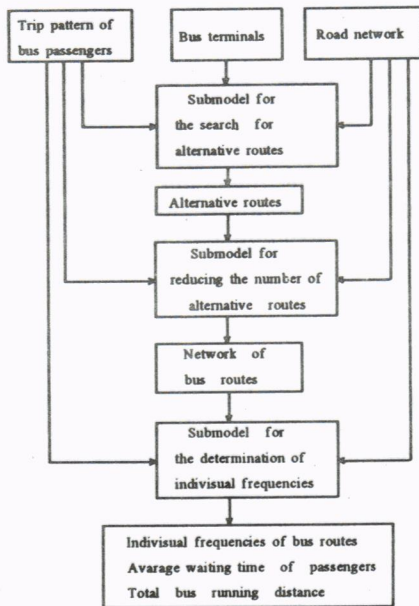 Trip pattern of
bus passengers
Bus terminals
Road network
Submodel for
the search for
alternative routes
Alternative routes
Submodel for
reducing the number of
alternative routes
Network of
bus routes
Submodel for
the determination of
indivisual frequencies
Indivisual frequencies of bus routes
Avarage waiting time of passengers
Total bus running distance